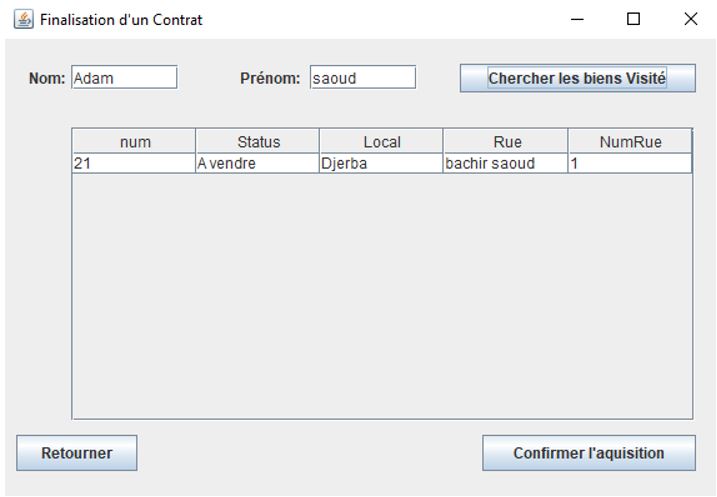 Finalisation d'un Contrat
Nom: Adam Prénom: saoud Chercher les biens Visité
num Status Local Rue NumRue
21 A vendre Djerba bachir saoud 1
Retourner Confirmer l'aquisition